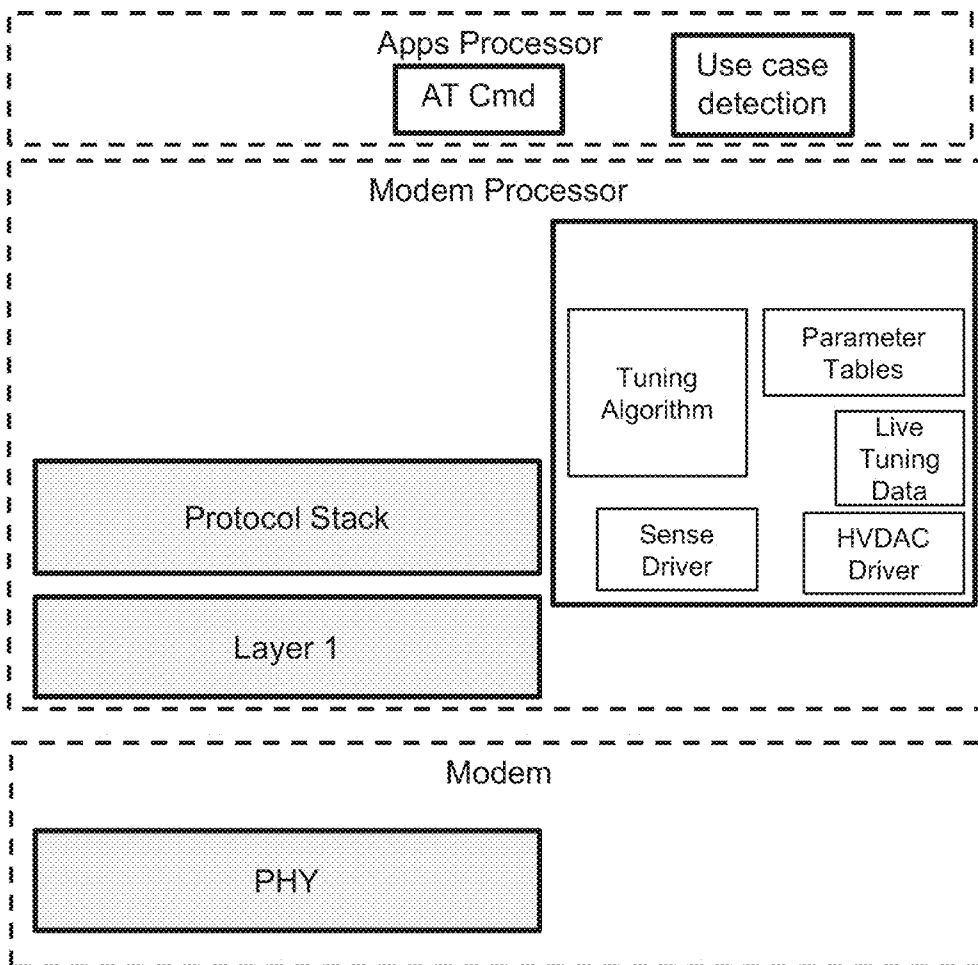 Apps Processor
AT Cmd
Use case
detection
Modem Processor
Tuning
Algorithm
Parameter
Tables
Live
Tuning
Data
Sense
Driver
HVDAC
Driver
Protocol Stack
Layer 1
Modem
PHY